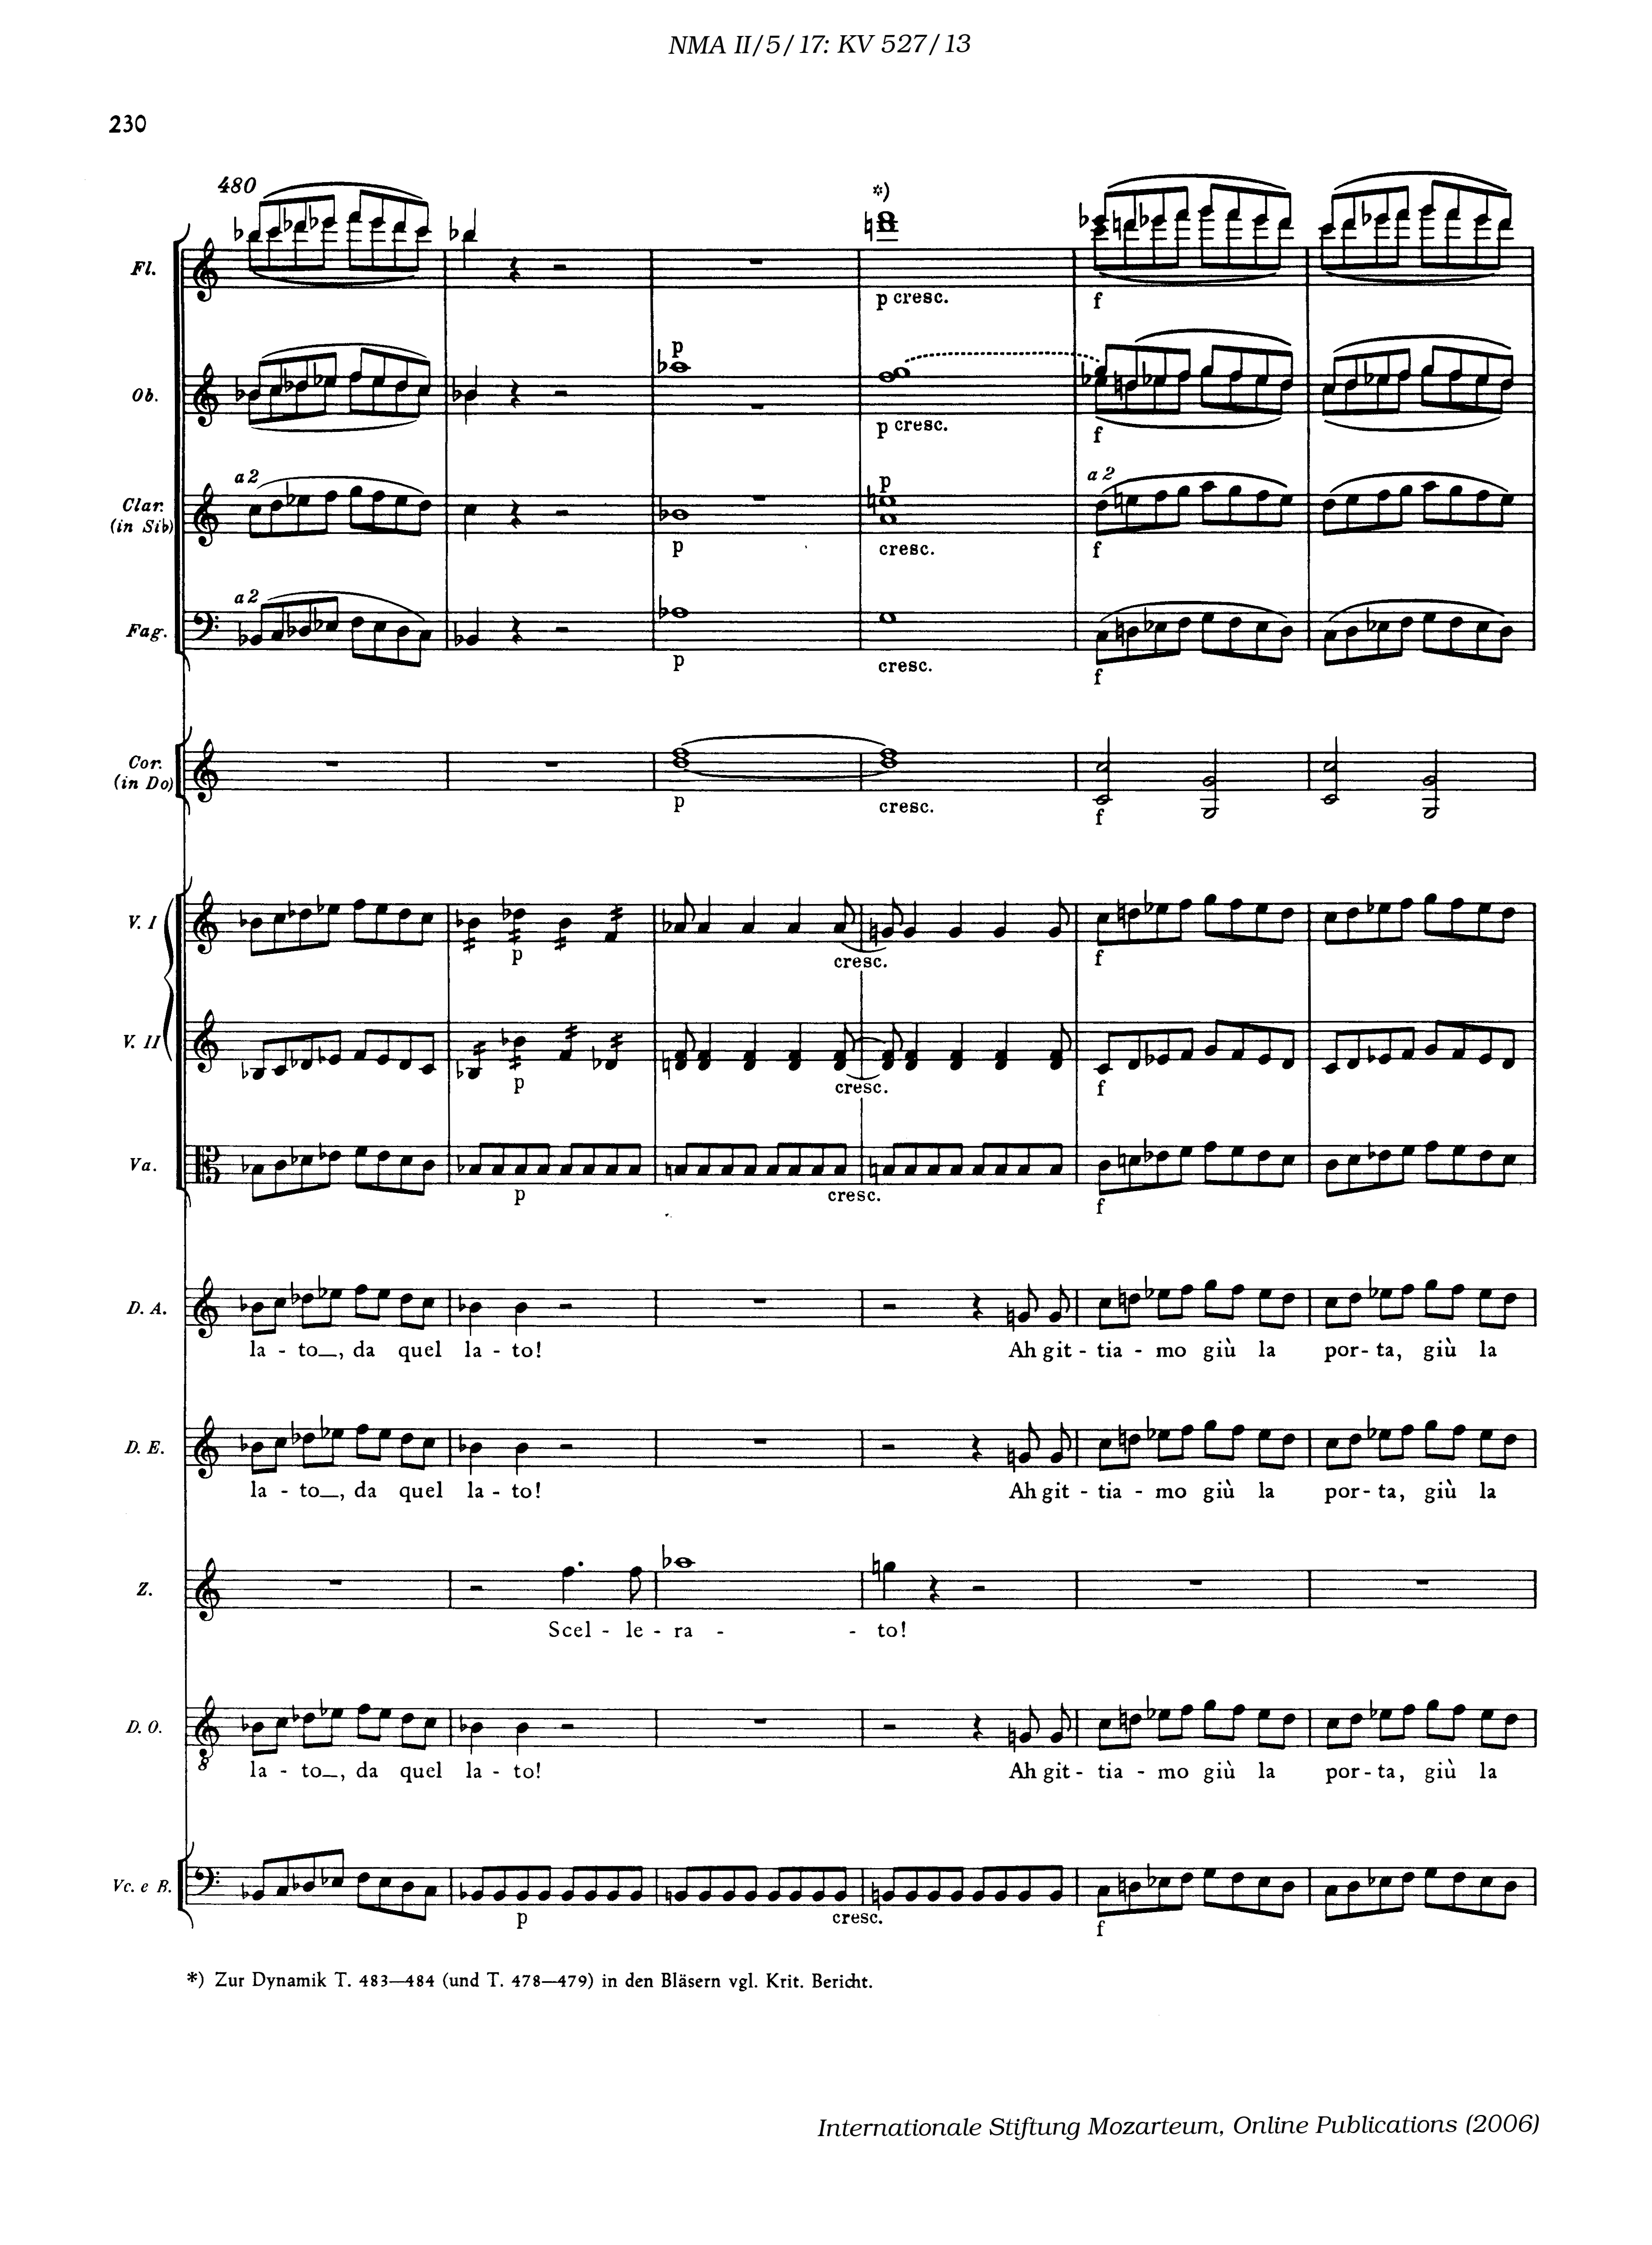 NMA II/5/17: KV 527/13
230
480
*)
Fl.
p cresc.
f
p
Ob.
p cresc.
f
a 2
p
a 2
Clar.
(in Sib)
p
cresc.
f
a 2
Fag.
p
cresc.
f
Cor.
(in Do)
p
cresc.
f
V. I
p
cresc.
f
V. II
p
cresc.
f
Va.
p
cresc.
f
D. A.
la - to_, da quel la - to! Ah git - tia - mo giù la por - ta, giù la
D. E.
la - to_, da quel la - to! Ah git - tia - mo giù la por - ta, giù la
Z.
Scel - le - ra - - to!
D. O.
8
la - to_, da quel la - to! Ah git - tia - mo giù la por - ta, giù la
Vc. e B.
p
cresc.
f
*) Zur Dynamik T. 483—484 (und T. 478—479) in den Bläsern vgl. Krit. Bericht.
Internationale Stiftung Mozarteum, Online Publications (2006)